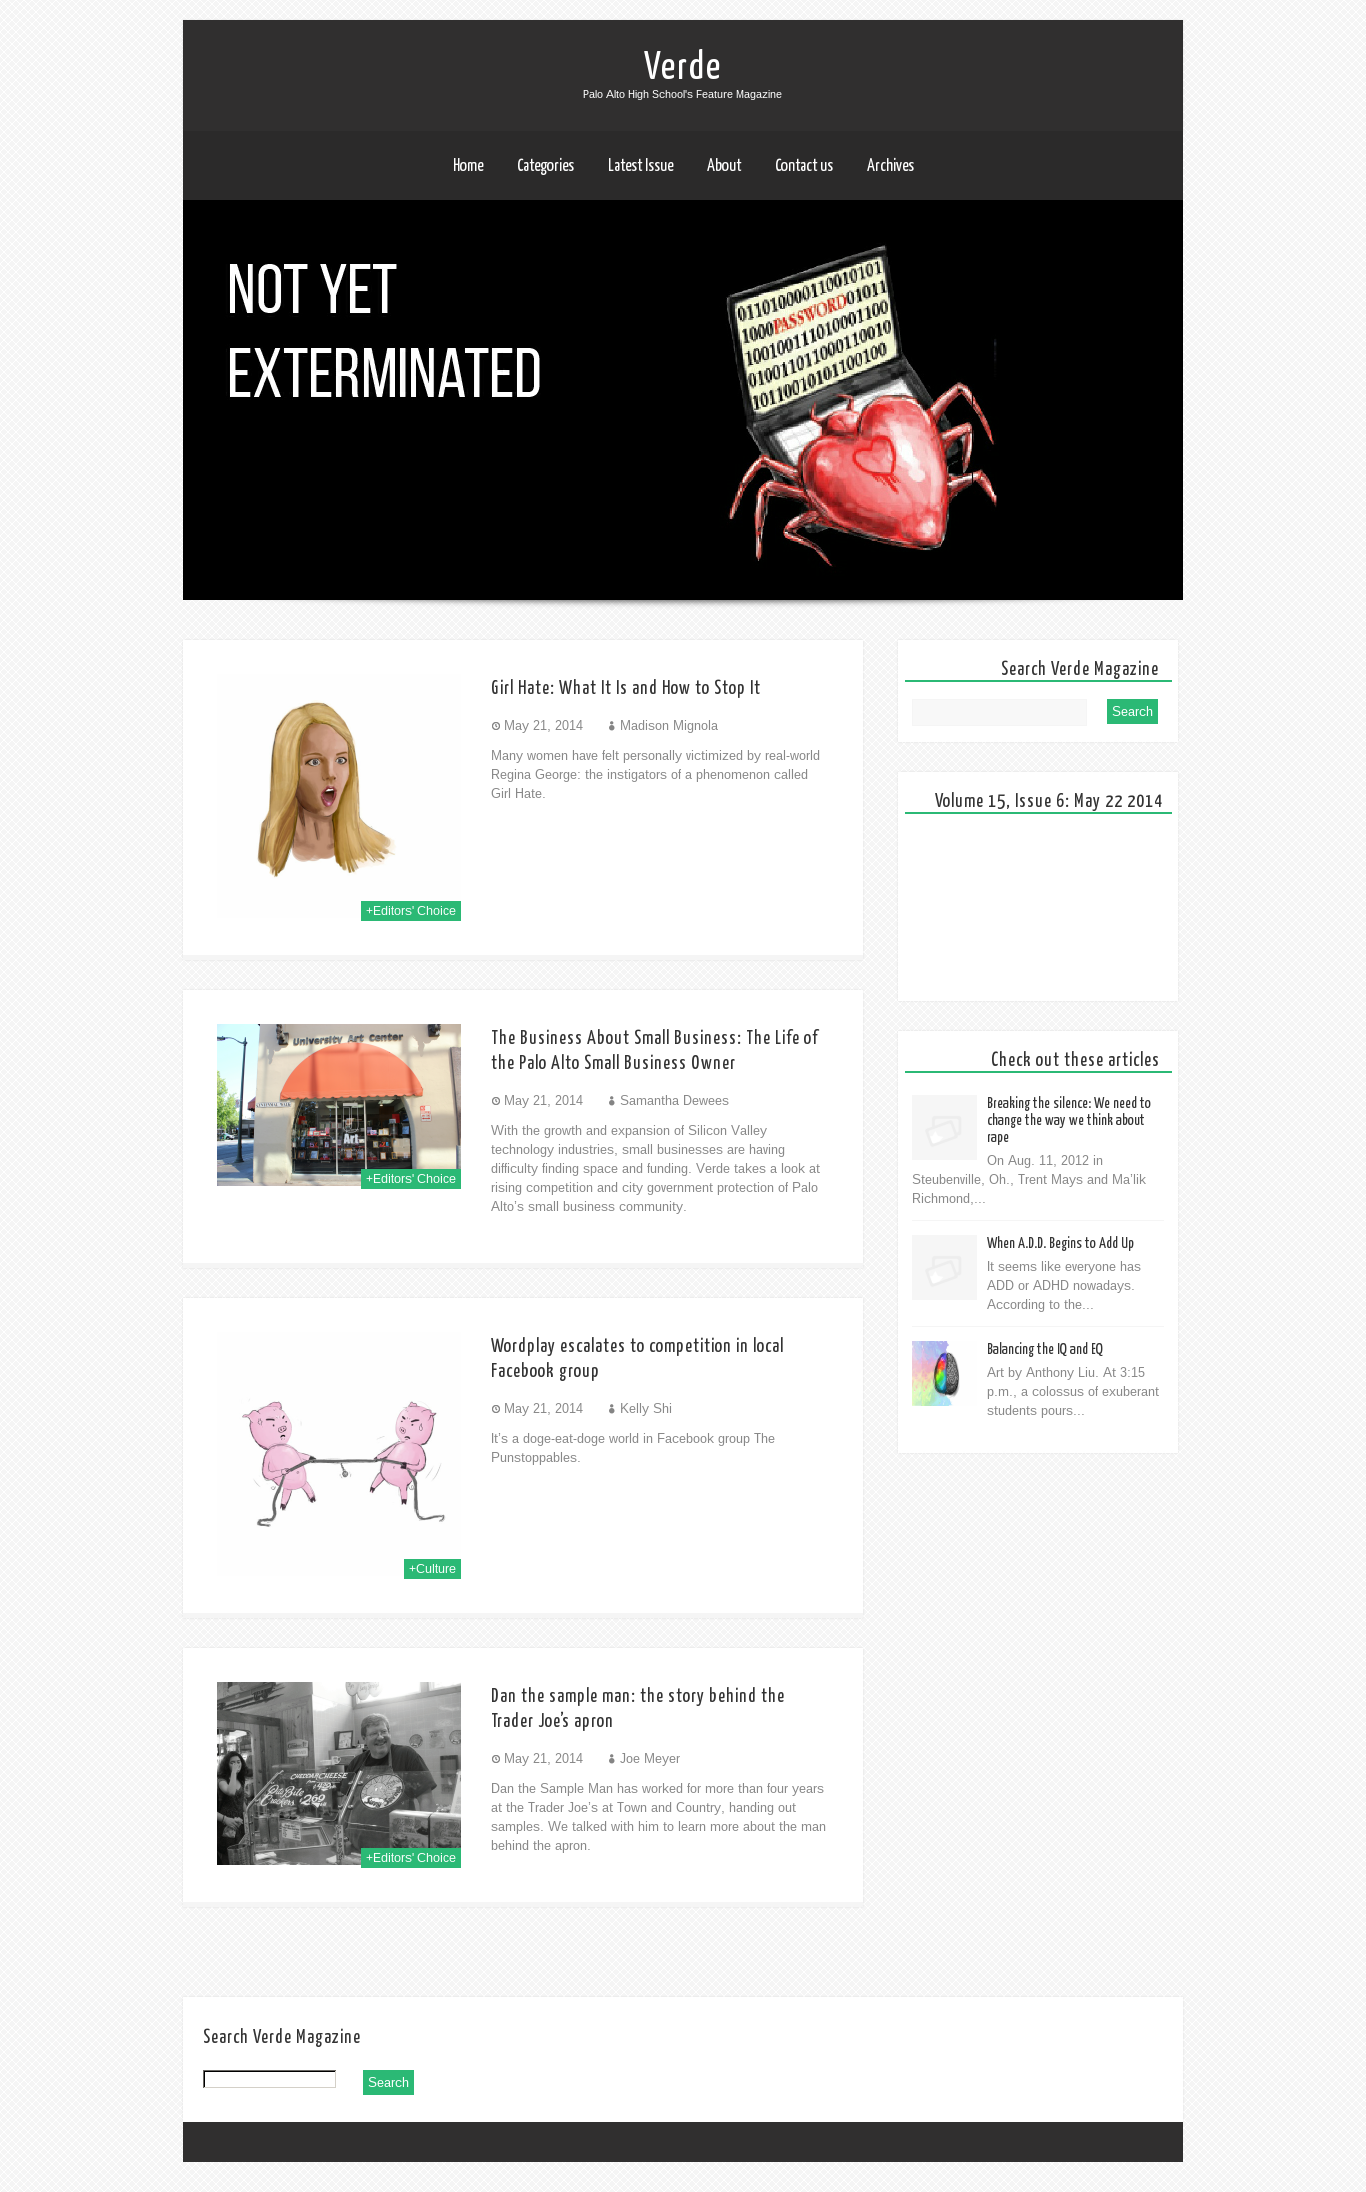 Verde
Palo Alto High School's Feature Magazine
Home Categories Latest Issue About Contact us Archives
NOT YET
EXTERMINATED
01101000011001010
1000PASSWORD01011
Girl Hate: What It Is and How to Stop It
May 21, 2014 Madison Mignola
Many women have felt personally victimized by real-world
Regina George: the instigators of a phenomenon called
Girl Hate.
+Editors' Choice
University Art Center
Art
The Business About Small Business: The Life of
the Palo Alto Small Business Owner
May 21, 2014 Samantha Dewees
With the growth and expansion of Silicon Valley
technology industries, small businesses are having
difficulty finding space and funding. Verde takes a look at
rising competition and city government protection of Palo
Alto’s small business community.
+Editors' Choice
Wordplay escalates to competition in local
Facebook group
May 21, 2014 Kelly Shi
It’s a doge-eat-doge world in Facebook group The
Punstoppables.
+Culture
CHEDDAR CHEESE
Pita Bite
Crackers $2.69
Dan the sample man: the story behind the
Trader Joe’s apron
May 21, 2014 Joe Meyer
Dan the Sample Man has worked for more than four years
at the Trader Joe’s at Town and Country, handing out
samples. We talked with him to learn more about the man
behind the apron.
+Editors' Choice
Search Verde Magazine
Search
Volume 15, Issue 6: May 22 2014
Check out these articles
Breaking the silence: We need to
change the way we think about
rape
On Aug. 11, 2012 in
Steubenville, Oh., Trent Mays and Ma’lik
Richmond,...
When A.D.D. Begins to Add Up
It seems like everyone has
ADD or ADHD nowadays.
According to the...
Balancing the IQ and EQ
Art by Anthony Liu. At 3:15
p.m., a colossus of exuberant
students pours...
Search Verde Magazine
Search